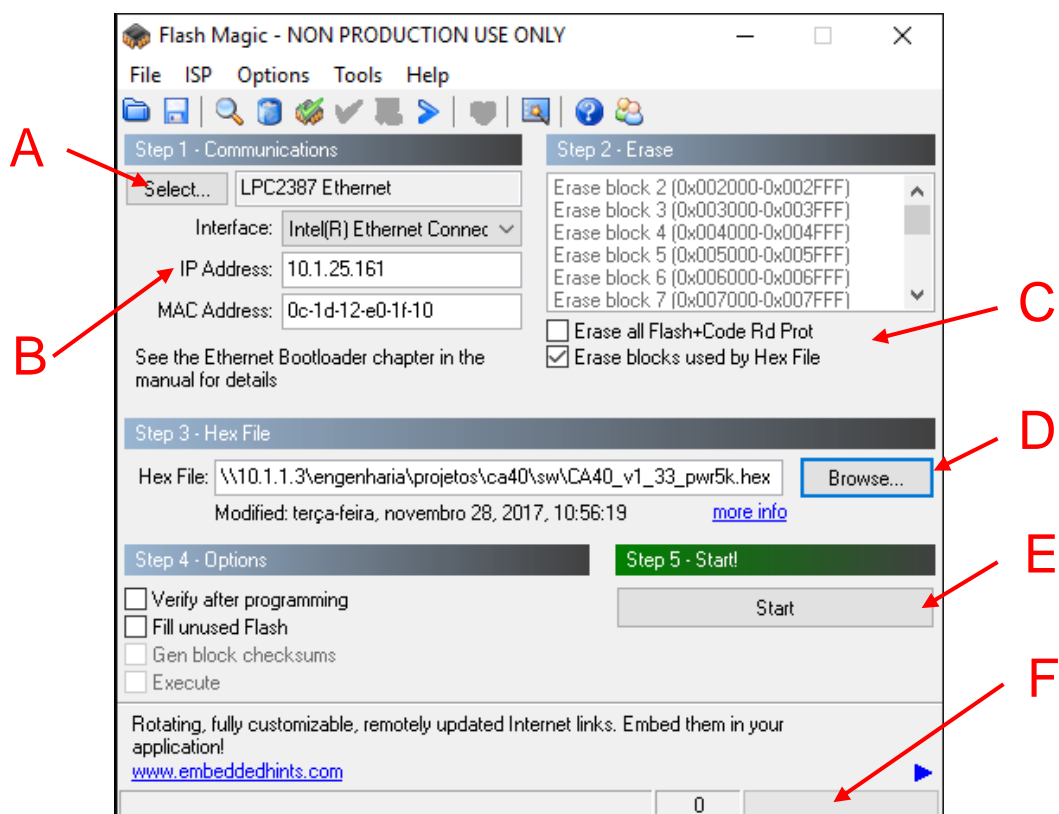 Flash Magic - NON PRODUCTION USE ONLY
File ISP Options Tools Help
A
Step 1 - Communications
Step 2 - Erase
Select... LPC2387 Ethernet
Interface: Intel(R) Ethernet Connec
IP Address: 10.1.25.161
MAC Address: 0c-1d-12-e0-1f-10
B
See the Ethernet Bootloader chapter in the
manual for details
Erase block 2 (0x002000-0x002FFF)
Erase block 3 (0x003000-0x003FFF)
Erase block 4 (0x004000-0x004FFF)
Erase block 5 (0x005000-0x005FFF)
Erase block 6 (0x006000-0x006FFF)
Erase block 7 (0x007000-0x007FFF)
C
Erase all Flash+Code Rd Prot
Erase blocks used by Hex File
Step 3 - Hex File
D
Hex File: \\10.1.1.3\engenharia\projetos\ca40\sw\CA40_v1_33_pwr5k.hex Browse...
Modified: terça-feira, novembro 28, 2017, 10:56:19 more info
Step 4 - Options
Step 5 - Start!
E
Verify after programming
Fill unused Flash
Gen block checksums
Execute
Start
F
Rotating, fully customizable, remotely updated Internet links. Embed them in your
application!
www.embeddedhints.com
0